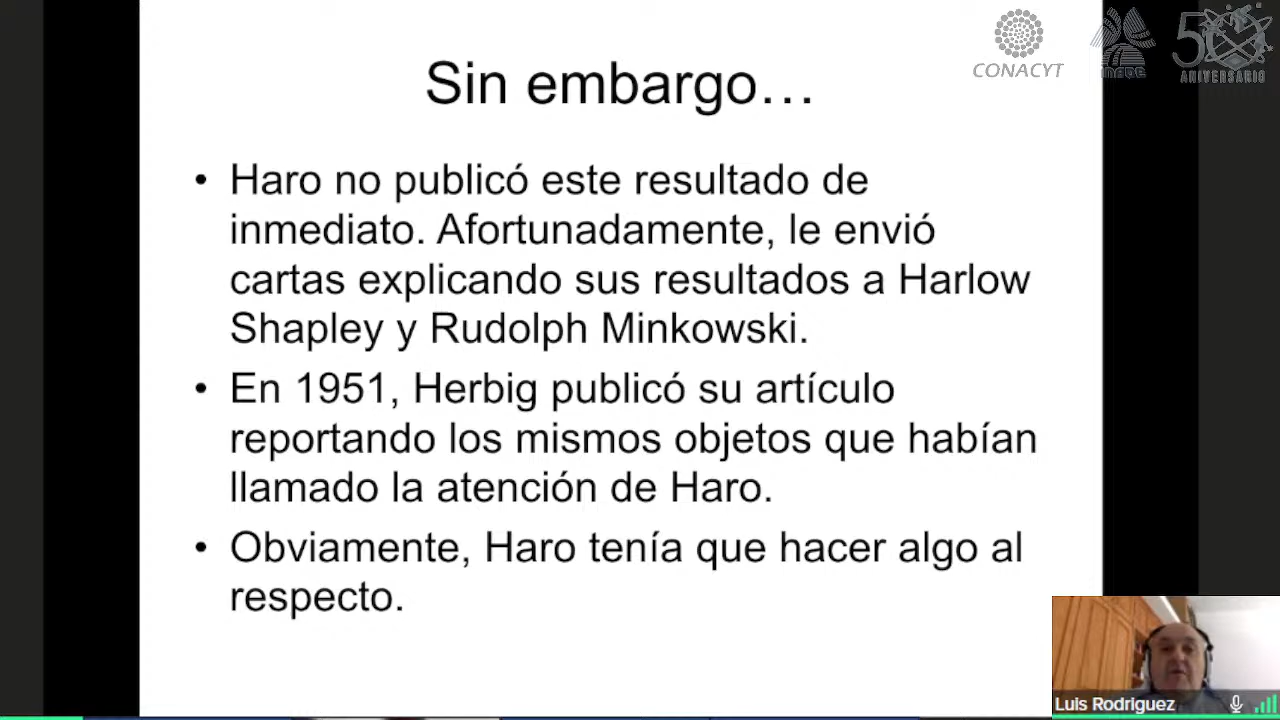 CONACYT
INAOE
50
ANIVERSARIO
Sin embargo…
• Haro no publicó este resultado de
inmediato. Afortunadamente, le envió
cartas explicando sus resultados a Harlow
Shapley y Rudolph Minkowski.
• En 1951, Herbig publicó su artículo
reportando los mismos objetos que habían
llamado la atención de Haro.
• Obviamente, Haro tenía que hacer algo al
respecto.
Luis Rodriguez